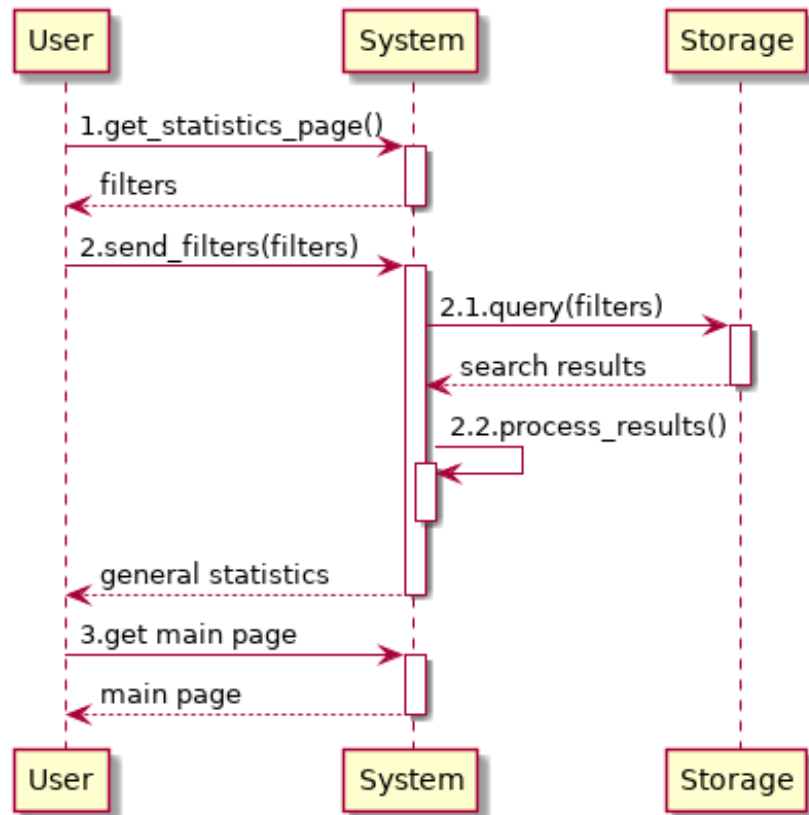 User
System
Storage
1.get_statistics_page()
filters
2.send_filters(filters)
2.1.query(filters)
search results
2.2.process_results()
general statistics
3.get main page
main page
User
System
Storage